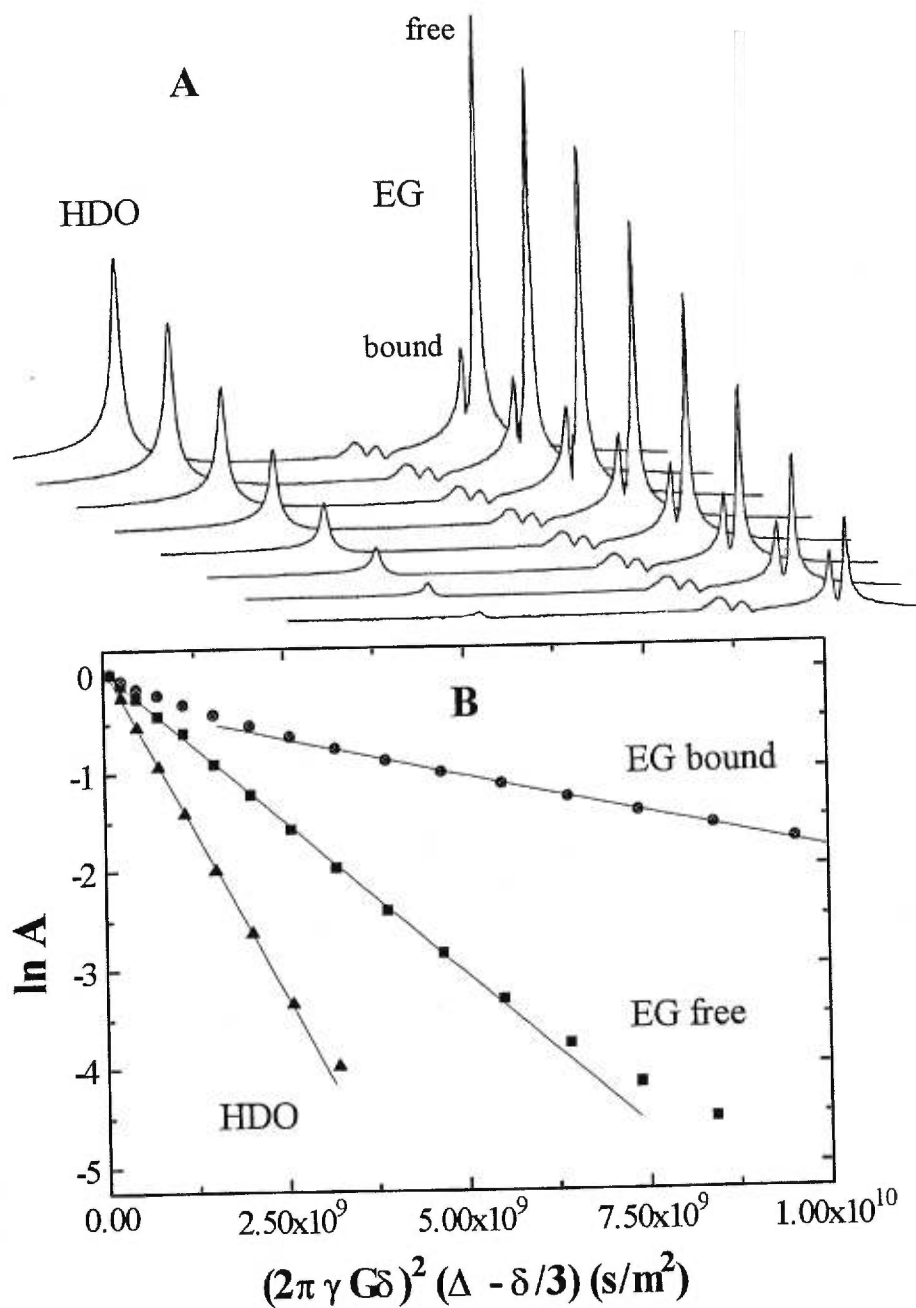 free
A
EG
HDO
bound
0
B
EG bound
-1
-2
ln A
-3
EG free
-4
HDO
-5
0.00 2.50x10⁹ 5.00x10⁹ 7.50x10⁹ 1.00x10¹⁰
(2π γ Gδ)² (Δ - δ/3) (s/m²)